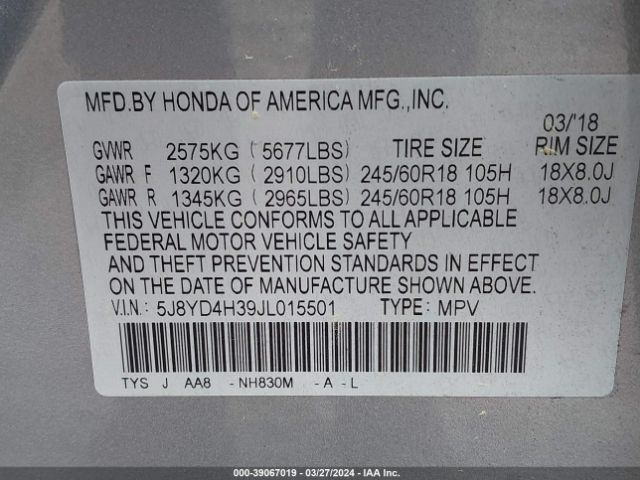 MFD.BY HONDA OF AMERICA MFG.,INC.
03/'18
GVWR 2575KG (5677LBS) TIRE SIZE RIM SIZE
GAWR F 1320KG (2910LBS) 245/60R18 105H 18X8.0J
GAWR R 1345KG (2965LBS) 245/60R18 105H 18X8.0J
THIS VEHICLE CONFORMS TO ALL APPLICABLE
FEDERAL MOTOR VEHICLE SAFETY
AND THEFT PREVENTION STANDARDS IN EFFECT
ON THE DATE OF MANUFACTURE SHOWN ABOVE.
V.I.N.: 5J8YD4H39JL015501 TYPE: MPV
TYS J AA8 -NH830M -A -L
000-39067019 | 03/27/2024 | IAA Inc.